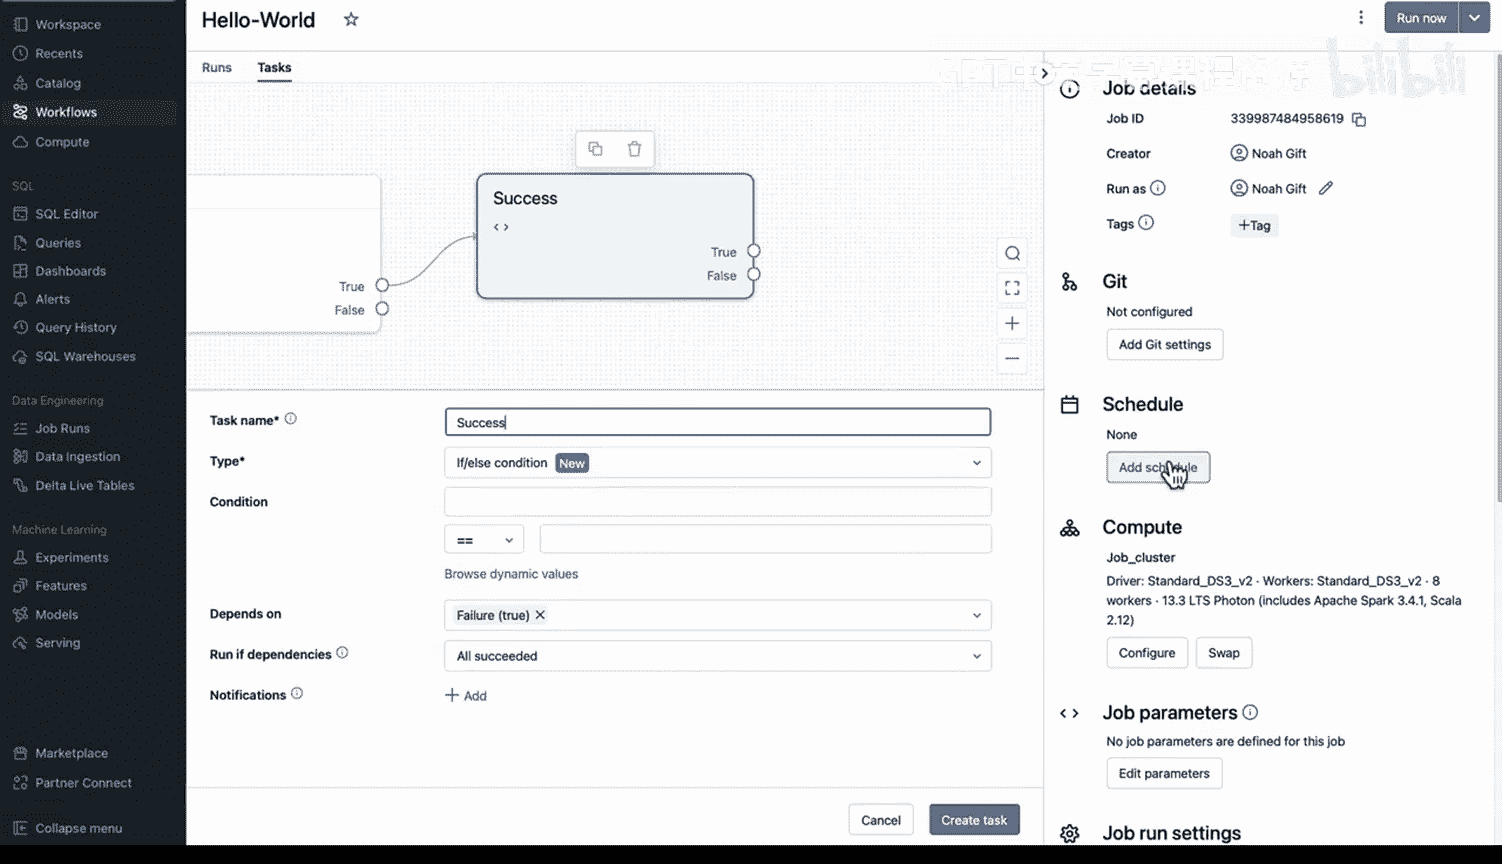 Workspace
Recents
Catalog
Workflows
Compute
SQL
SQL Editor
Queries
Dashboards
Alerts
Query History
SQL Warehouses
Data Engineering
Job Runs
Data Ingestion
Delta Live Tables
Machine Learning
Experiments
Features
Models
Serving
Marketplace
Partner Connect
Collapse menu
Hello-World
Run now
Runs Tasks
True
False
Success
True
False
Task name*
Success
Type*
If/else condition New
Condition
==
Browse dynamic values
Depends on
Failure (true)
Run if dependencies
All succeeded
Notifications
+ Add
Cancel Create task
bilibili
Job details
Job ID 339987484958619
Creator Noah Gift
Run as Noah Gift
Tags +Tag
Git
Not configured
Add Git settings
Schedule
None
Add schedule
Compute
Job_cluster
Driver: Standard_DS3_v2 · Workers: Standard_DS3_v2 · 8
workers · 13.3 LTS Photon (includes Apache Spark 3.4.1, Scala
2.12)
Configure Swap
Job parameters
No job parameters are defined for this job
Edit parameters
Job run settings